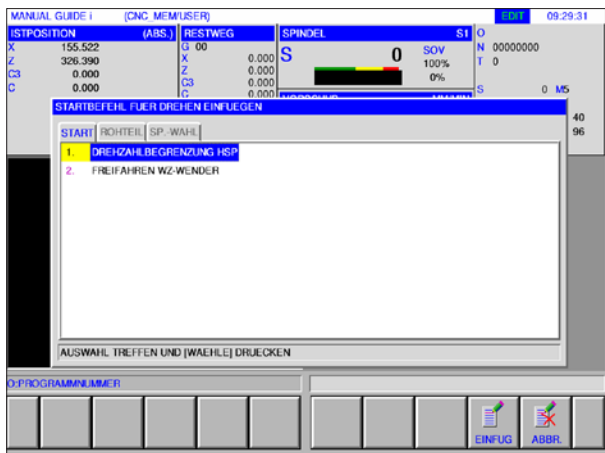 MANUAL GUIDE i (CNC_MEM/USER) EDIT 09:29:31
ISTPOSITION (ABS.) RESTWEG SPINDEL S1 O
X 155.522 G 00 S 0 SOV N 00000000
Z 326.390 X 0.000 100% T 0
C3 0.000 Z 0.000 0%
C 0.000 C3 0.000 S 0 M5
C 0.000
STARTBEFEHL FUER DREHEN EINFUEGEN
40
START ROHTEIL SP.-WAHL 96
1. DREHZAHLBEGRENZUNG HSP
2. FREIFAHREN WZ-WENDER
AUSWAHL TREFFEN UND [WAEHLE] DRUECKEN
O:PROGRAMMNUMMER
EINFUG ABBR.